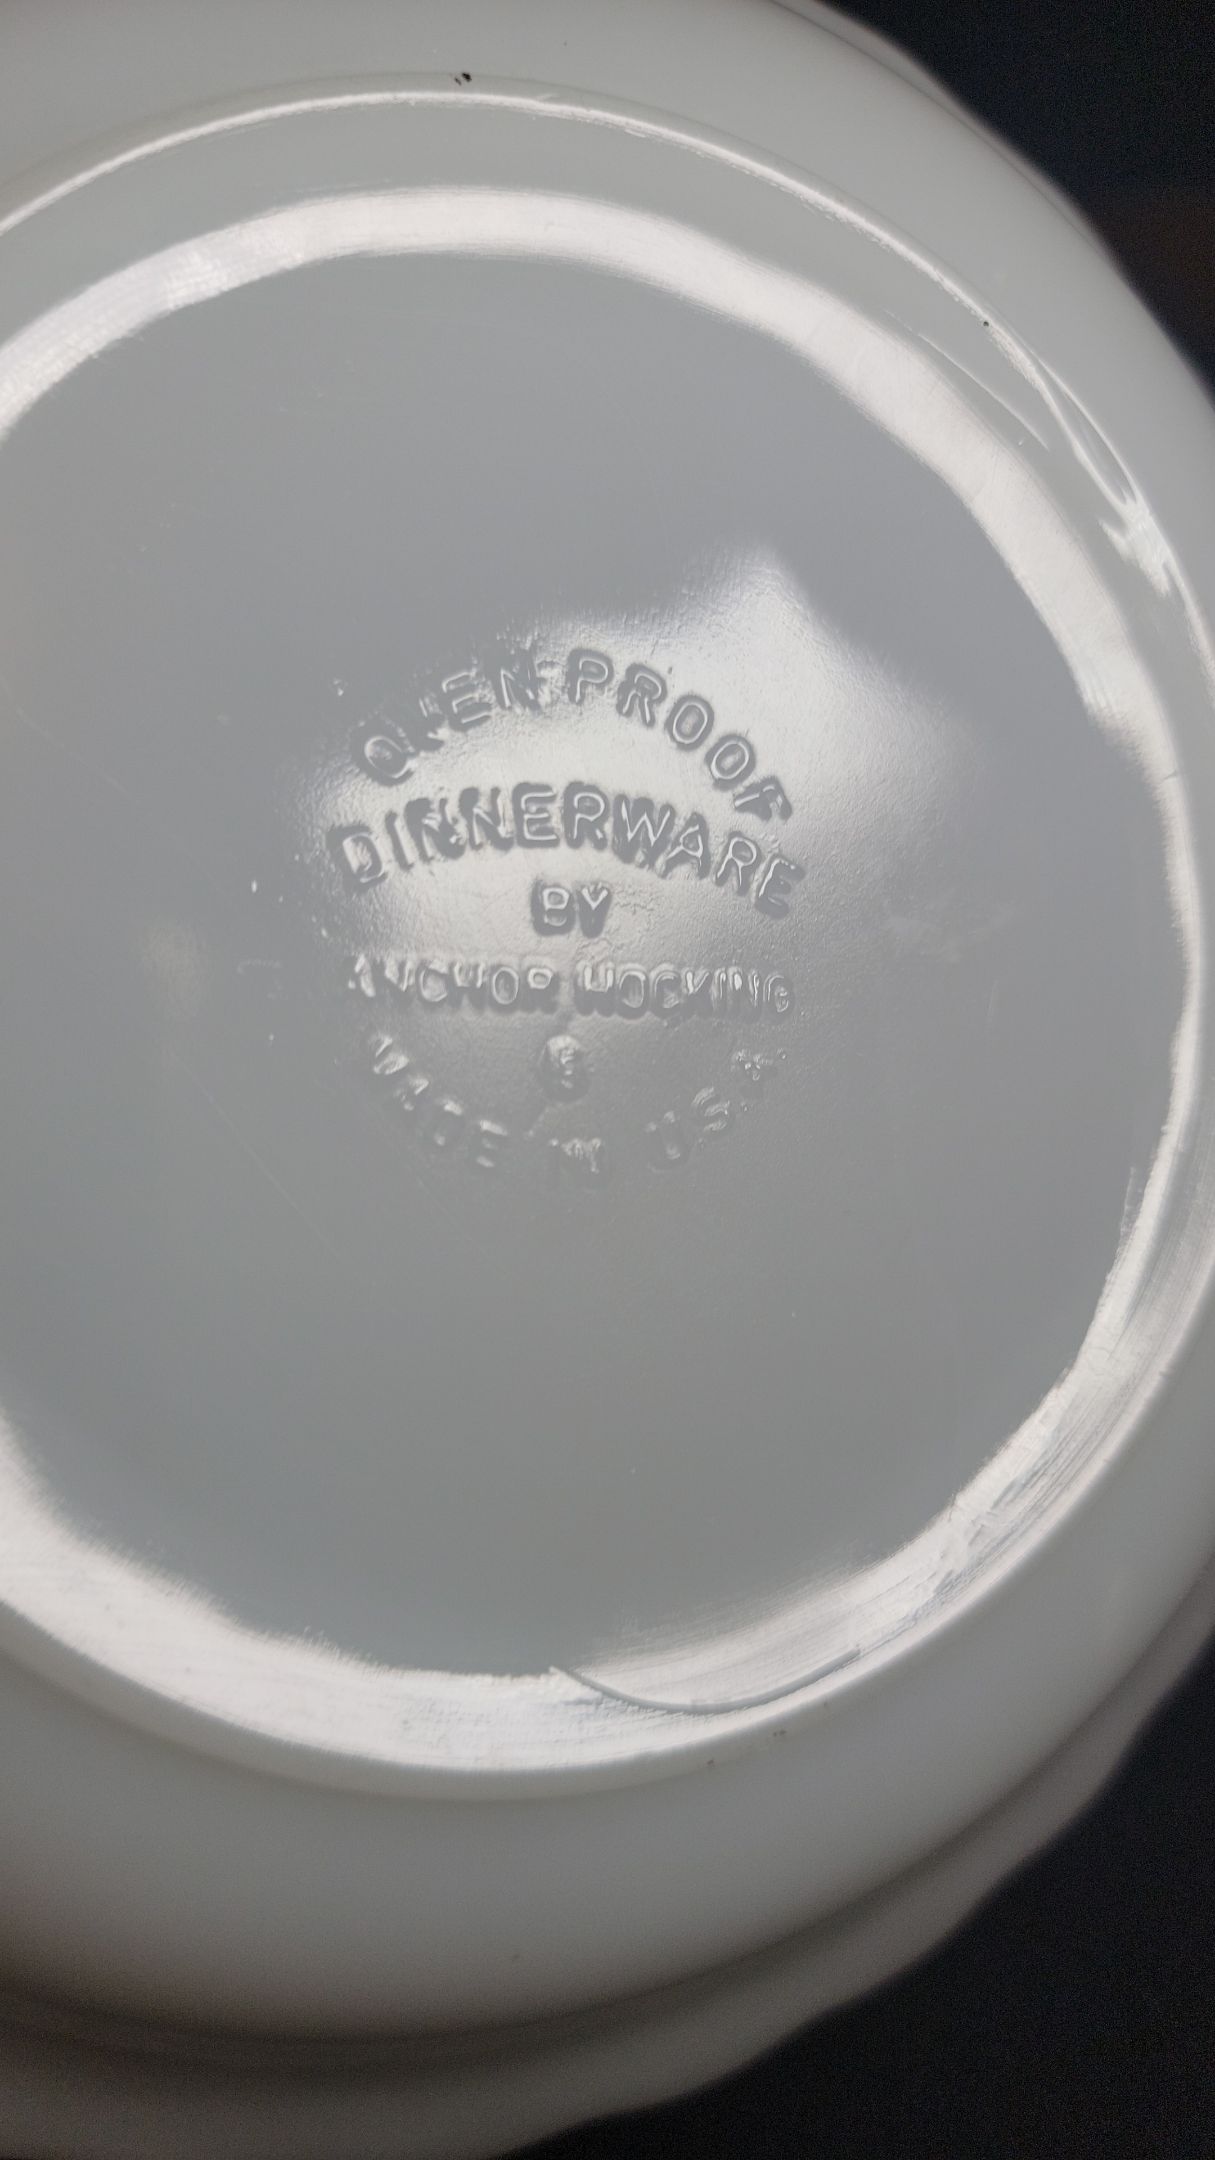 OVEN PROOF
DINNERWARE
BY
ANCHOR HOCKING
MADE IN U.S.A.